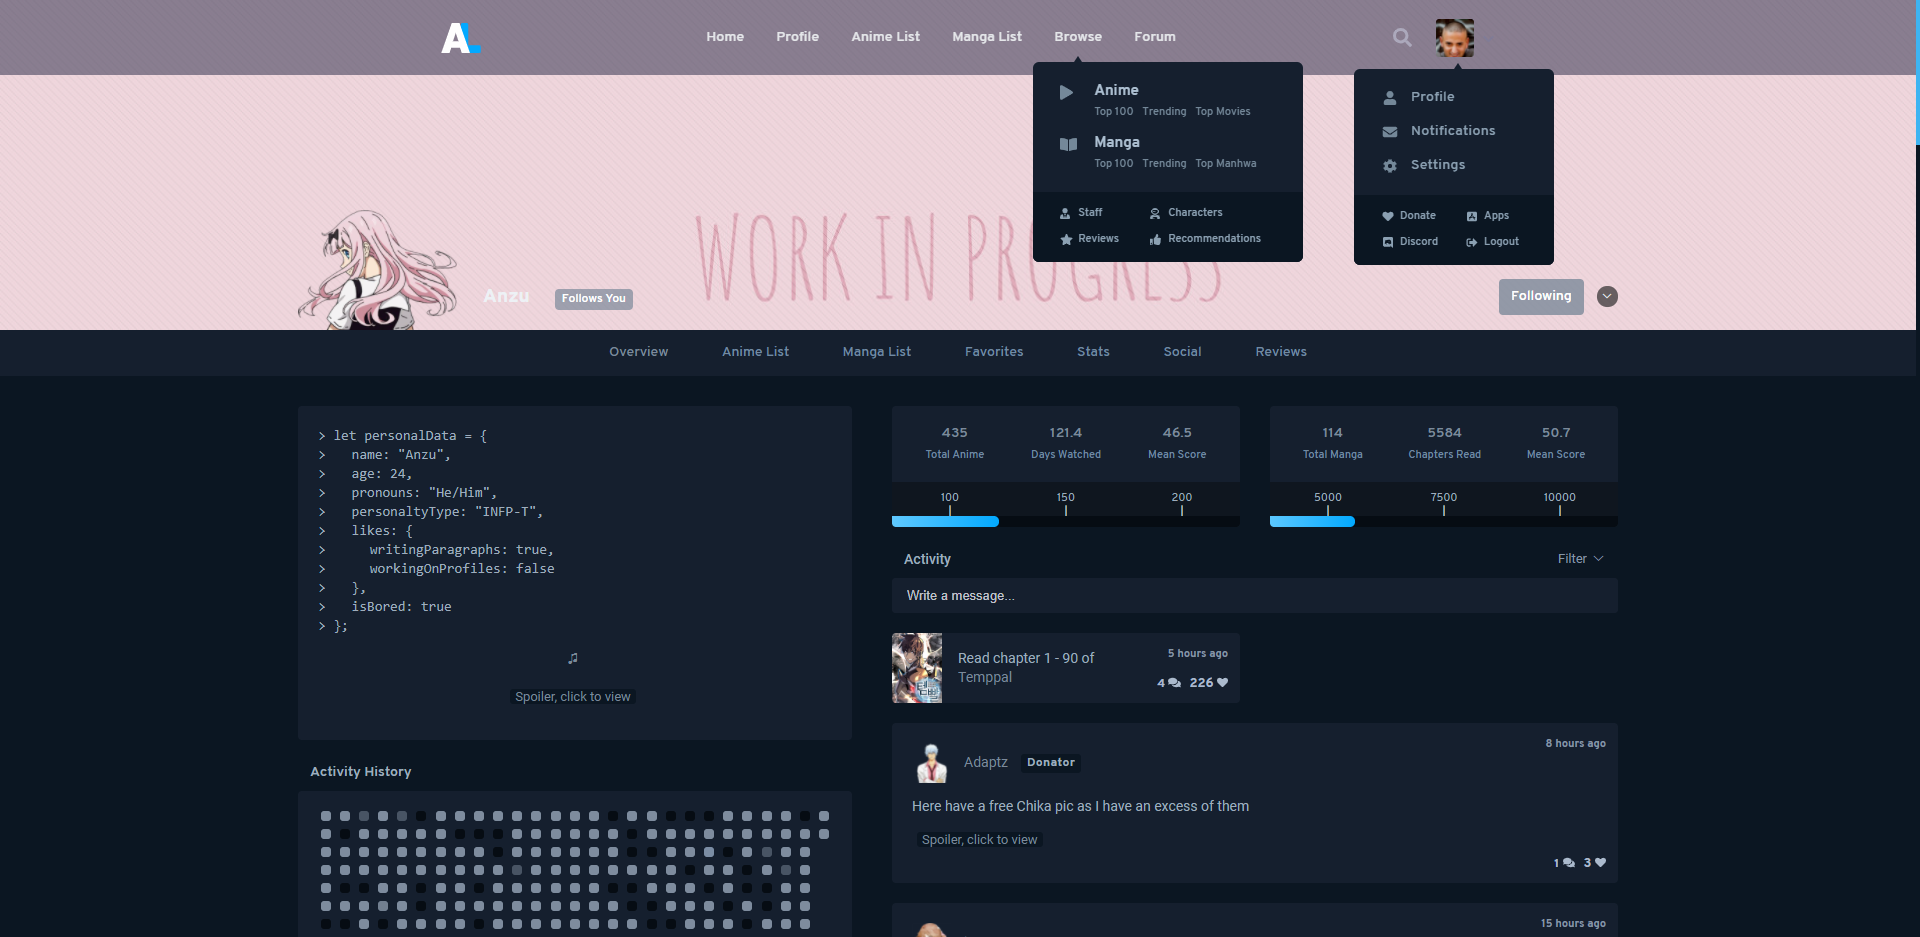 AL
Home Profile Anime List Manga List Browse Forum
Anime
Top 100 Trending Top Movies
Manga
Top 100 Trending Top Manhwa
Staff Characters
Reviews Recommendations
Profile
Notifications
Settings
Donate Apps
Discord Logout
WORK IN PROGRESS
Anzu Follows You
Following
Overview Anime List Manga List Favorites Stats Social Reviews
> let personalData = {
> name: "Anzu",
> age: 24,
> pronouns: "He/Him",
> personaltyType: "INFP-T",
> likes: {
> writingParagraphs: true,
> workingOnProfiles: false
> },
> isBored: true
> };
♫
Spoiler, click to view
Activity History
435 121.4 46.5
Total Anime Days Watched Mean Score
100 150 200
114 5584 50.7
Total Manga Chapters Read Mean Score
5000 7500 10000
Activity Filter
Write a message...
Read chapter 1 - 90 of
Temppal
5 hours ago
4 226
템빨
8 hours ago
Adaptz Donator
Here have a free Chika pic as I have an excess of them
Spoiler, click to view
1 3
15 hours ago